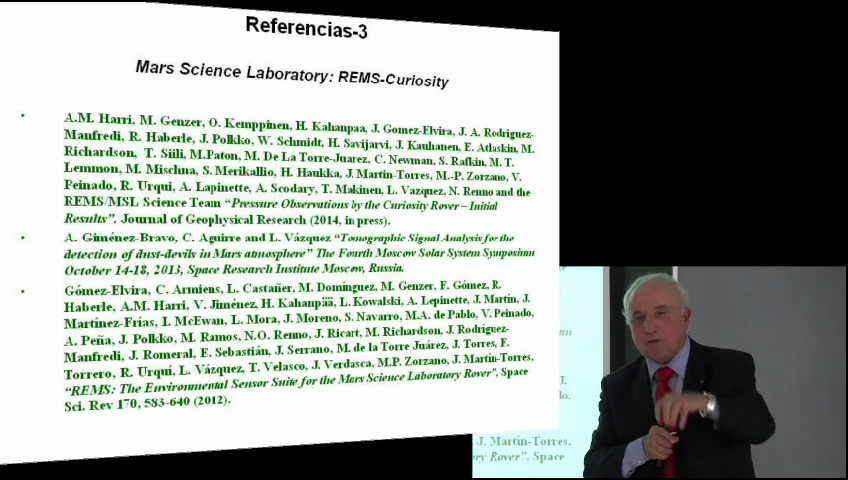 Referencias-3
Mars Science Laboratory: REMS-Curiosity
• A.M. Harri, M. Genzer, O. Kemppinen, H. Kahanpaa, J. Gomez-Elvira, J. A. Rodriguez-
Manfredi, R. Haberle, J. Polkko, W. Schmidt, H. Savijarvi, J. Kauhanen, E. Atlaskin, M.
Richardson, T. Siili, M.Paton, M. De La Torre-Juarez, C. Newman, S. Rafkin, M. T.
Lemmon, M. Mischna, S. Merikallio, H. Haukka, J. Martin-Torres, M.-P. Zorzano, V.
Peinado, R. Urqui, A. Lapinette, A. Scodary, T. Makinen, L. Vazquez, N. Renno and the
REMS/MSL Science Team "Pressure Observations by the Curiosity Rover – Initial
Results". Journal of Geophysical Research (2014, in press).
• A. Giménez-Bravo, C. Aguirre and L. Vázquez "Tomographic Signal Analysis for the
detection of dust-devils in Mars atmosphere" The Fourth Moscow Solar System Symposium
October 14-18, 2013, Space Research Institute Moscow, Russia.
• Gómez-Elvira, C. Armiens, L. Castañer, M. Domínguez, M. Genzer, F. Gómez, R.
Haberle, A.M. Harri, V. Jiménez, H. Kahanpää, L. Kowalski, A. Lepinette, J. Martín, J.
Martínez-Frías, I. McEwan, L. Mora, J. Moreno, S. Navarro, M.A. de Pablo, V. Peinado,
A. Peña, J. Polkko, M. Ramos, N.O. Renno, J. Ricart, M. Richardson, J. Rodríguez-
Manfredi, J. Romeral, E. Sebastián, J. Serrano, M. de la Torre Juárez, J. Torres, F.
Torrero, R. Urquí, L. Vázquez, T. Velasco, J. Verdasca, M.P. Zorzano, J. Martín-Torres,
"REMS: The Environmental Sensor Suite for the Mars Science Laboratory Rover", Space
Sci. Rev 170, 583-640 (2012).
J. Martín-Torres,
ry Rover". Space